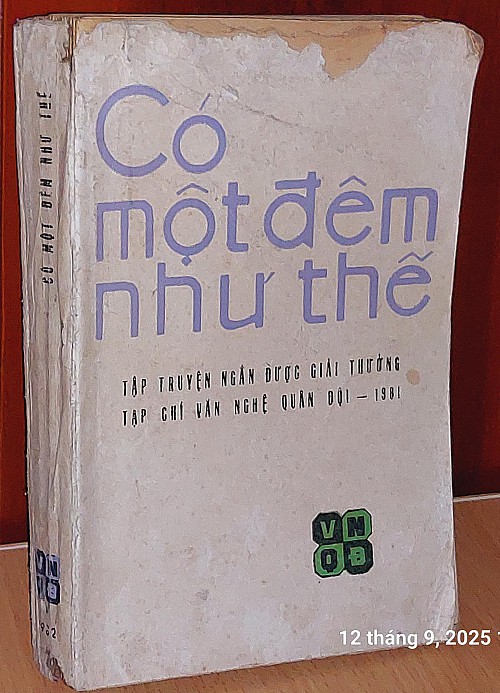 Có
một đêm
như thế
TẬP TRUYỆN NGẮN ĐƯỢC GIẢI THƯỞNG
TẠP CHÍ VĂN NGHỆ QUÂN ĐỘI – 1981
VN
QĐ
CÓ MỘT ĐÊM NHƯ THẾ
VN
QĐ
12 tháng 9, 2025